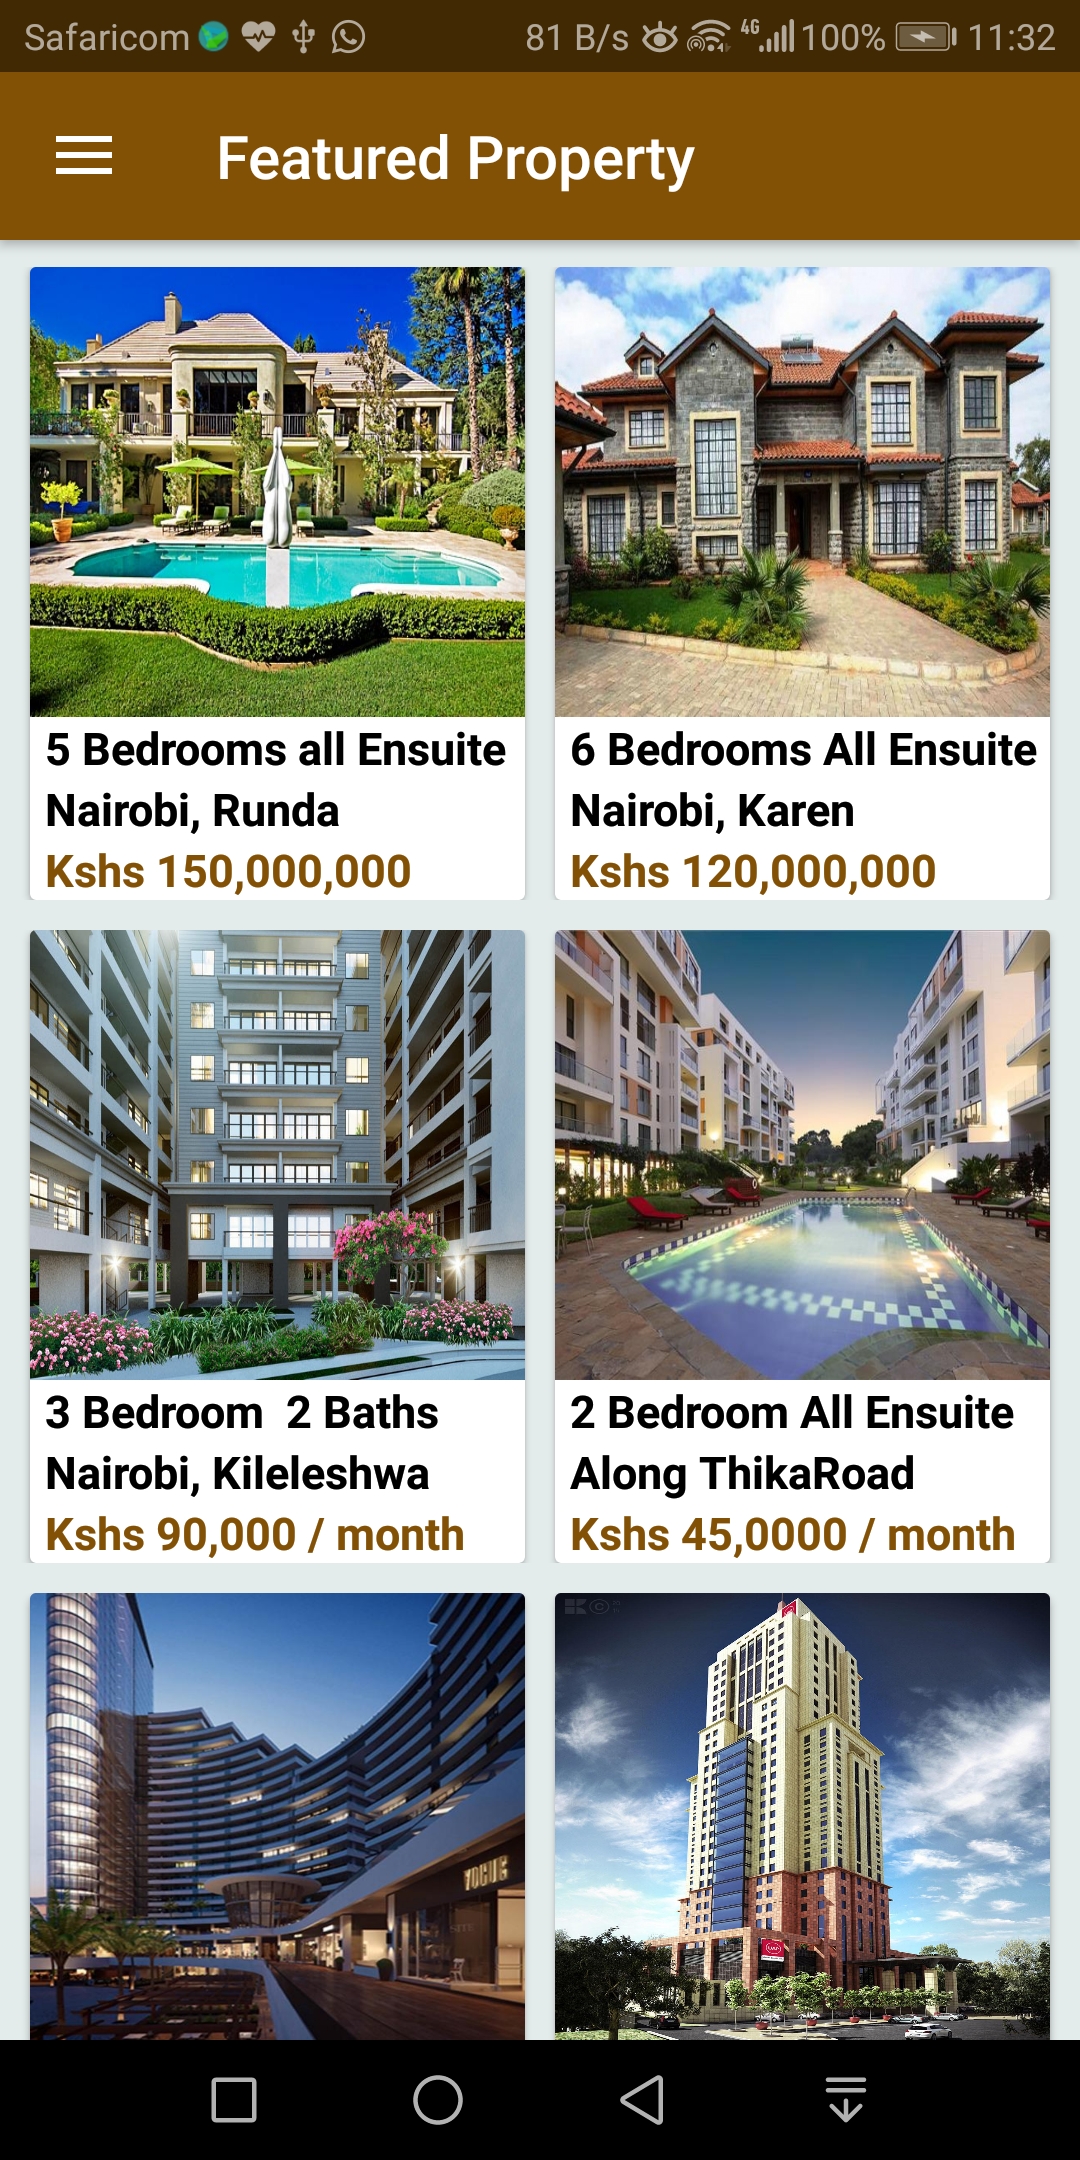 Safaricom 81 B/s 4G 100% 11:32
Featured Property
5 Bedrooms all Ensuite
Nairobi, Runda
Kshs 150,000,000
6 Bedrooms All Ensuite
Nairobi, Karen
Kshs 120,000,000
3 Bedroom  2 Baths
Nairobi, Kileleshwa
Kshs 90,000 / month
2 Bedroom All Ensuite
Along ThikaRoad
Kshs 45,0000 / month
VOGUE
UAP